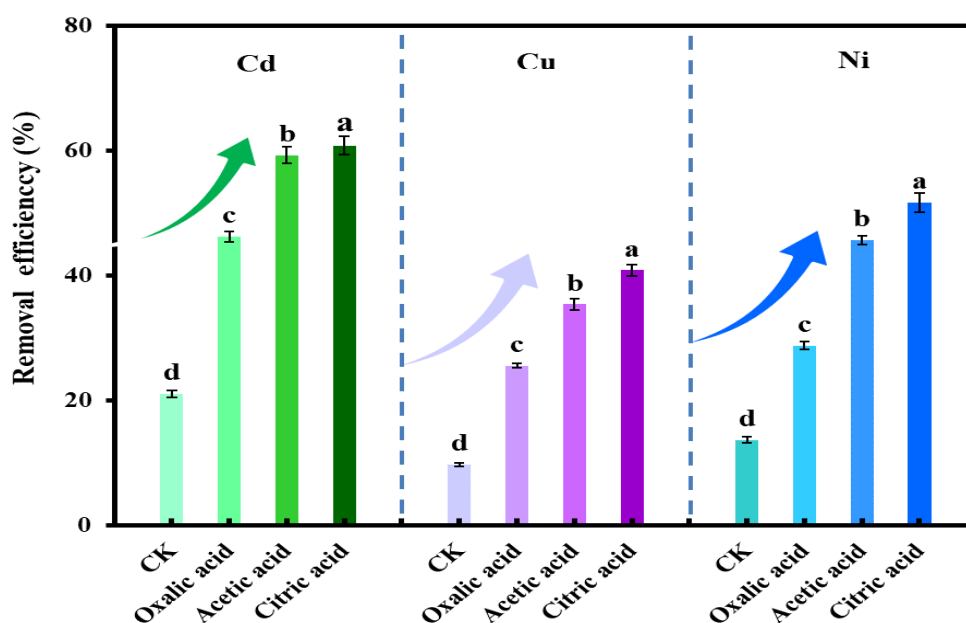 Removal efficienccy (%)
80
60
40
20
0
Cd
Cu
Ni
d
c
b
a
d
c
b
a
d
c
b
a
CK
Oxalic acid
Acetic acid
Citric acid
CK
Oxalic acid
Acetic acid
Citric acid
CK
Oxalic acid
Acetic acid
Citric acid